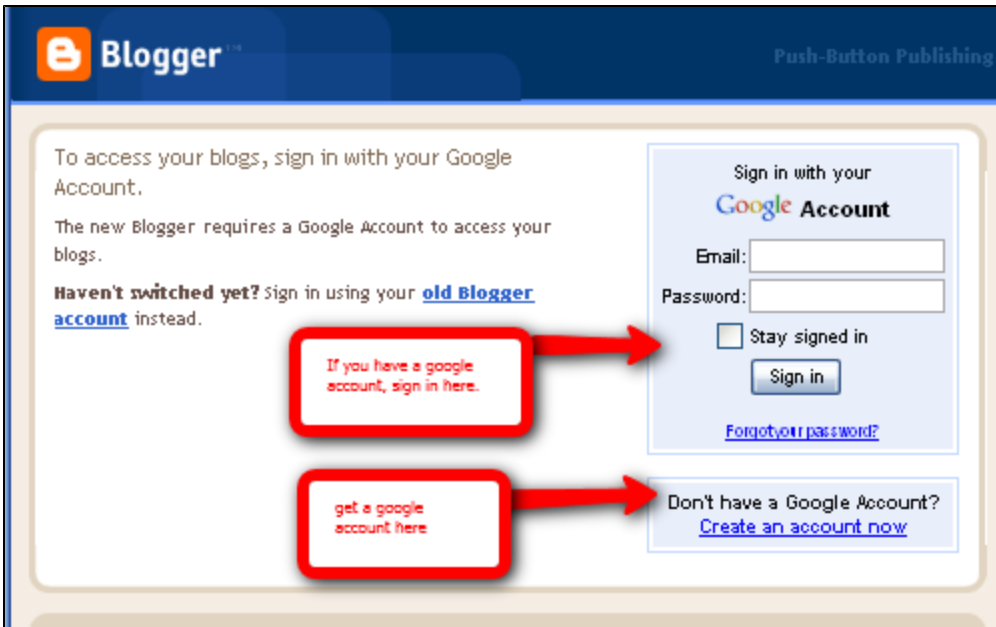 Blogger™
Push-Button Publishing
To access your blogs, sign in with your Google
Account.
The new Blogger requires a Google Account to access your
blogs.
Haven't switched yet? Sign in using your old Blogger
account instead.
If you have a google
account, sign in here.
get a google
account here
Sign in with your
Google Account
Email:
Password:
Stay signed in
Sign in
Forgot your password?
Don't have a Google Account?
Create an account now